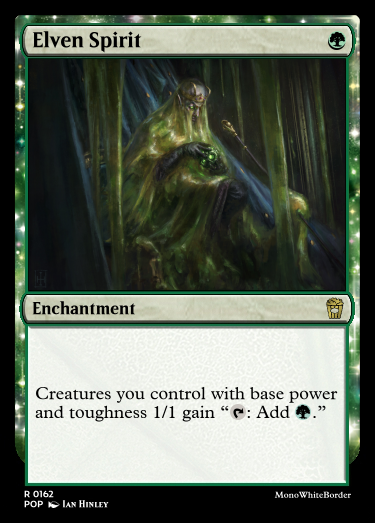 Elven Spirit
Enchantment
Creatures you control with base power
and toughness 1/1 gain “: Add .”
R 0162
POP IAN HINLEY
MonoWhiteBorder